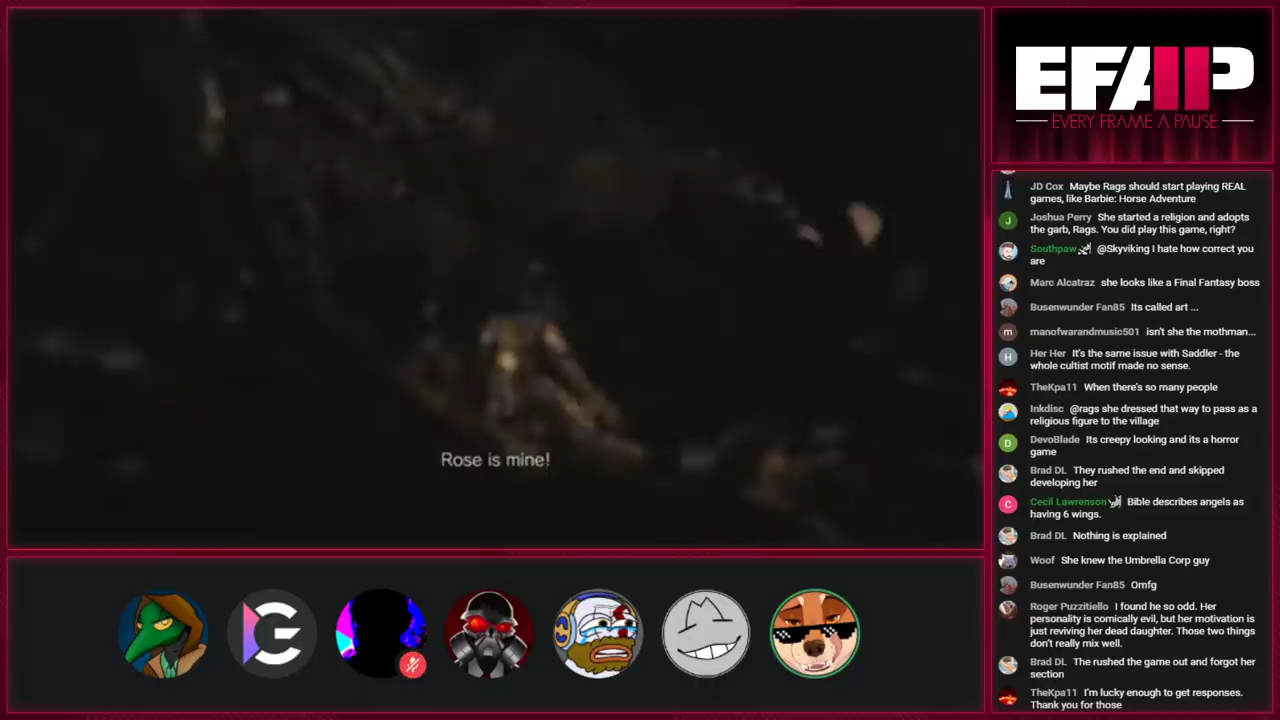 Rose is mine!
EFAP
EVERY FRAME A PAUSE
JD Cox Maybe Rags should start playing REAL
games, like Barbie: Horse Adventure
J
Joshua Perry She started a religion and adopts
the garb, Rags. You did play this game, right?
Southpaw @Skyviking I hate how correct you
are
Marc Alcatraz she looks like a Final Fantasy boss
Busenwunder Fan85 Its called art ...
m
manofwarandmusic501 isn't she the mothman...
H
Her Her It's the same issue with Saddler - the
whole cultist motif made no sense.
TheKpa11 When there's so many people
Inkdisc @rags she dressed that way to pass as a
religious figure to the village
D
DevoBlade Its creepy looking and its a horror
game
Brad DL They rushed the end and skipped
developing her
C
Cecil Lawrenson Bible describes angels as
having 6 wings.
Brad DL Nothing is explained
Woof She knew the Umbrella Corp guy
Busenwunder Fan85 Omfg
Roger Puzzitiello I found he so odd. Her
personality is comically evil, but her motivation is
just reviving her dead daughter. Those two things
don't really mix well.
Brad DL The rushed the game out and forgot her
section
TheKpa11 I'm lucky enough to get responses.
Thank you for those